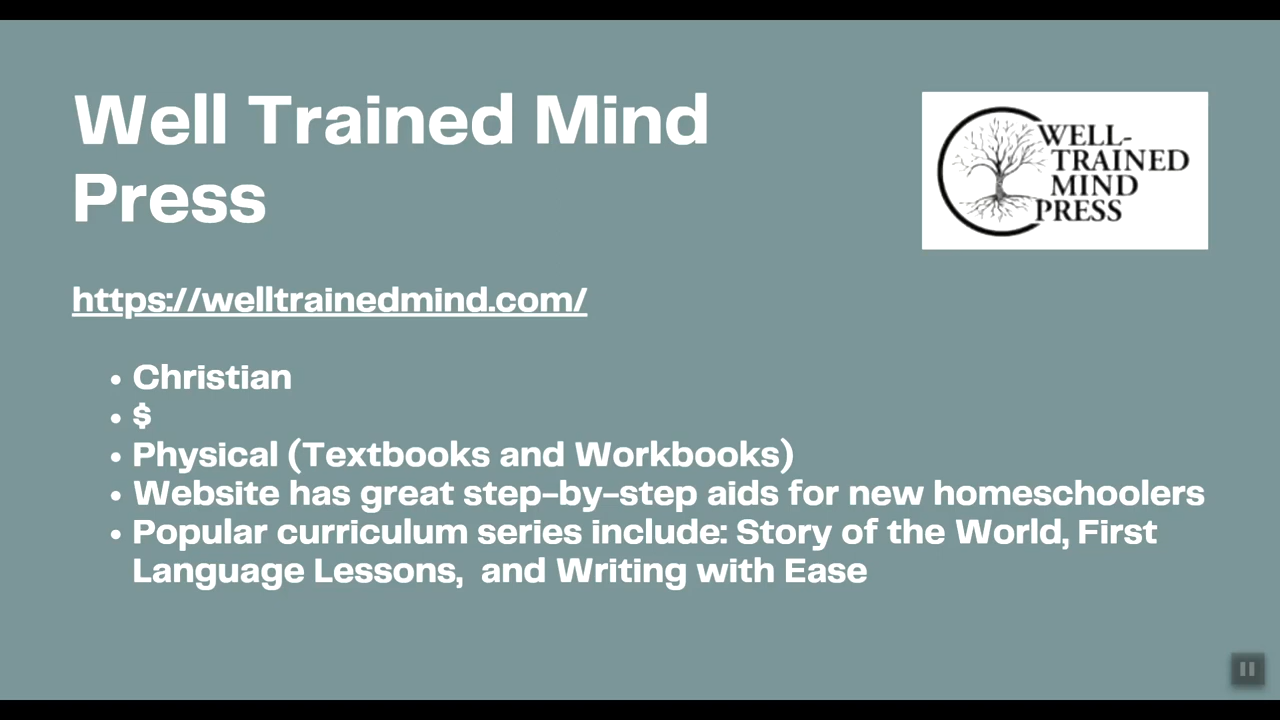 Well Trained Mind
Press
WELL-
TRAINED
MIND
PRESS
https://welltrainedmind.com/
• Christian
• $
• Physical (Textbooks and Workbooks)
• Website has great step-by-step aids for new homeschoolers
• Popular curriculum series include: Story of the World, First
Language Lessons,  and Writing with Ease